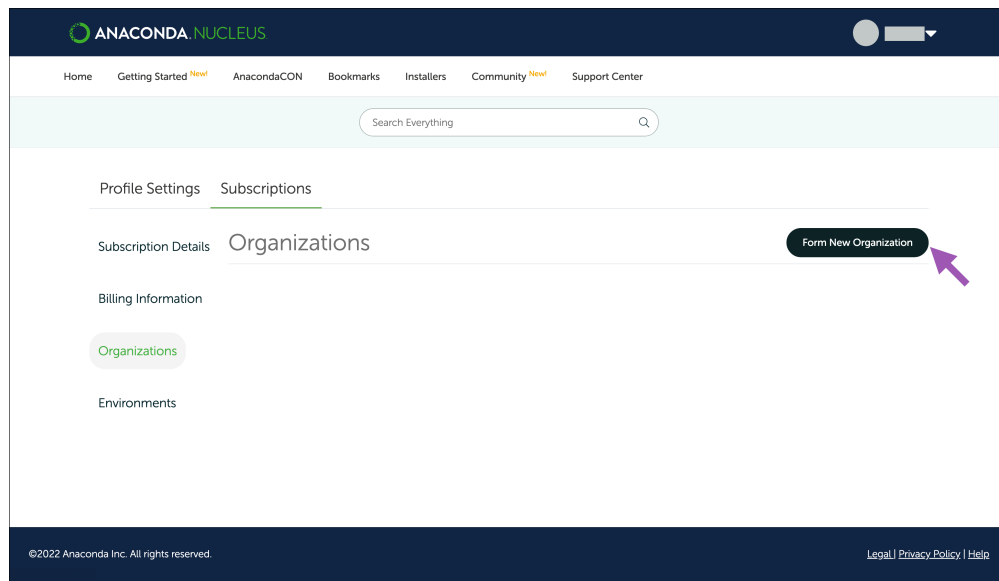 ANACONDA.NUCLEUS
Home Getting Started New! AnacondaCON Bookmarks Installers Community New! Support Center
Search Everything
Profile Settings Subscriptions
Subscription Details Organizations Form New Organization
Billing Information
Organizations
Environments
©2022 Anaconda Inc. All rights reserved. Legal | Privacy Policy | Help